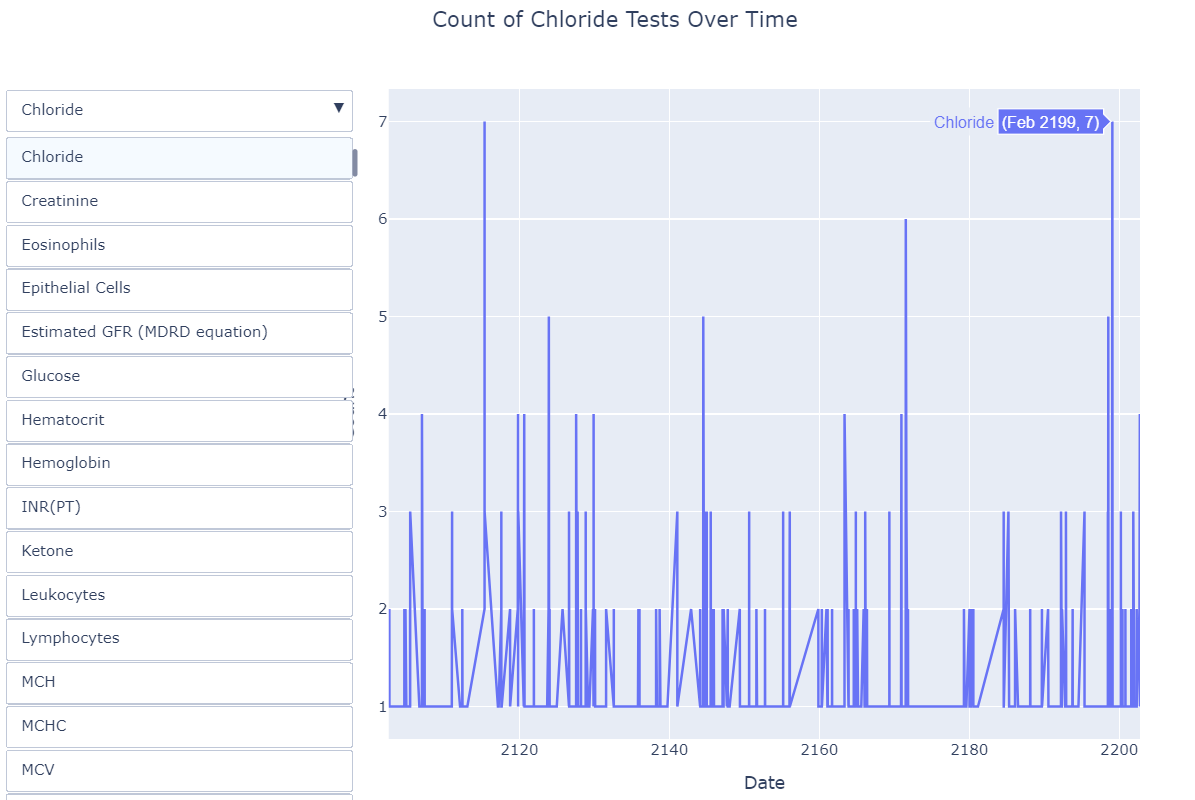 Count of Chloride Tests Over Time
Chloride ▼
Chloride
Creatinine
Eosinophils
Epithelial Cells
Estimated GFR (MDRD equation)
Glucose
Hematocrit
Hemoglobin
INR(PT)
Ketone
Leukocytes
Lymphocytes
MCH
MCHC
MCV
7
6
5
4
3
2
1
Chloride (Feb 2199, 7)
2120 2140 2160 2180 2200
Date